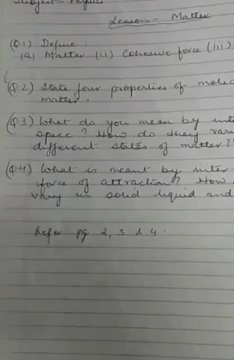 Subject - Physics
Lesson - Matter
(Q.1) Define
(a) Matter (ii) Cohesive force (iii)
(Q.2) State four properties of
matter.
(Q.3) What do you mean by
space? How do they
different states of matter?
(Q.4) What is meant by inter
force of attraction? How
vary in solid liquid and
Refer pg 2, 3 & 4.